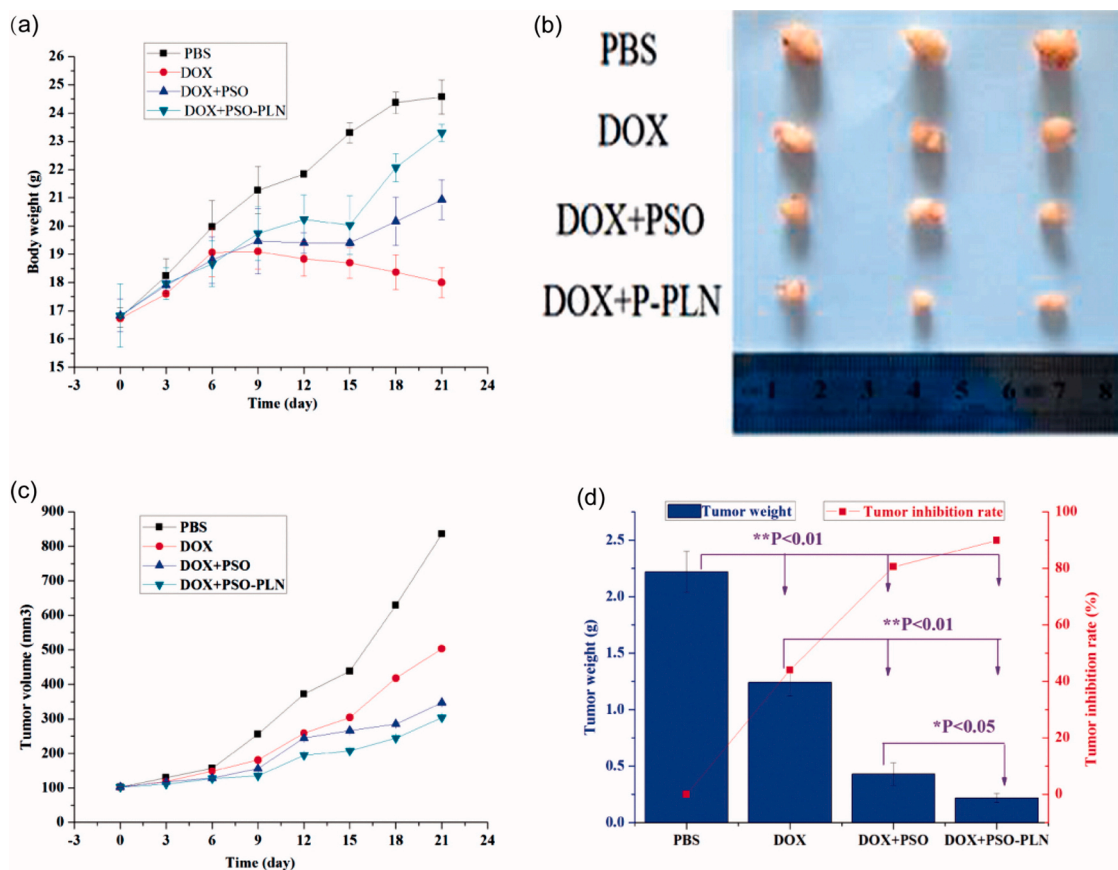 (a)
PBS
DOX
DOX+PSO
DOX+PSO-PLN
26
25
24
23
22
21
20
19
18
17
16
15
Body weight (g)
-3 0 3 6 9 12 15 18 21 24
Time (day)
(b)
PBS
DOX
DOX+PSO
DOX+P-PLN
1 2 3 4 5 6 7 8
(c)
PBS
DOX
DOX+PSO
DOX+PSO-PLN
900
800
700
600
500
400
300
200
100
0
Tumor volume (mm3)
-3 0 3 6 9 12 15 18 21 24
Time (day)
(d)
Tumor weight
Tumor inhibition rate
2.5
2.0
1.5
1.0
0.5
0.0
Tumor weight (g)
**P<0.01
**P<0.01
*P<0.05
100
80
60
40
20
0
Tumor inhibition rate (%)
PBS DOX DOX+PSO DOX+PSO-PLN